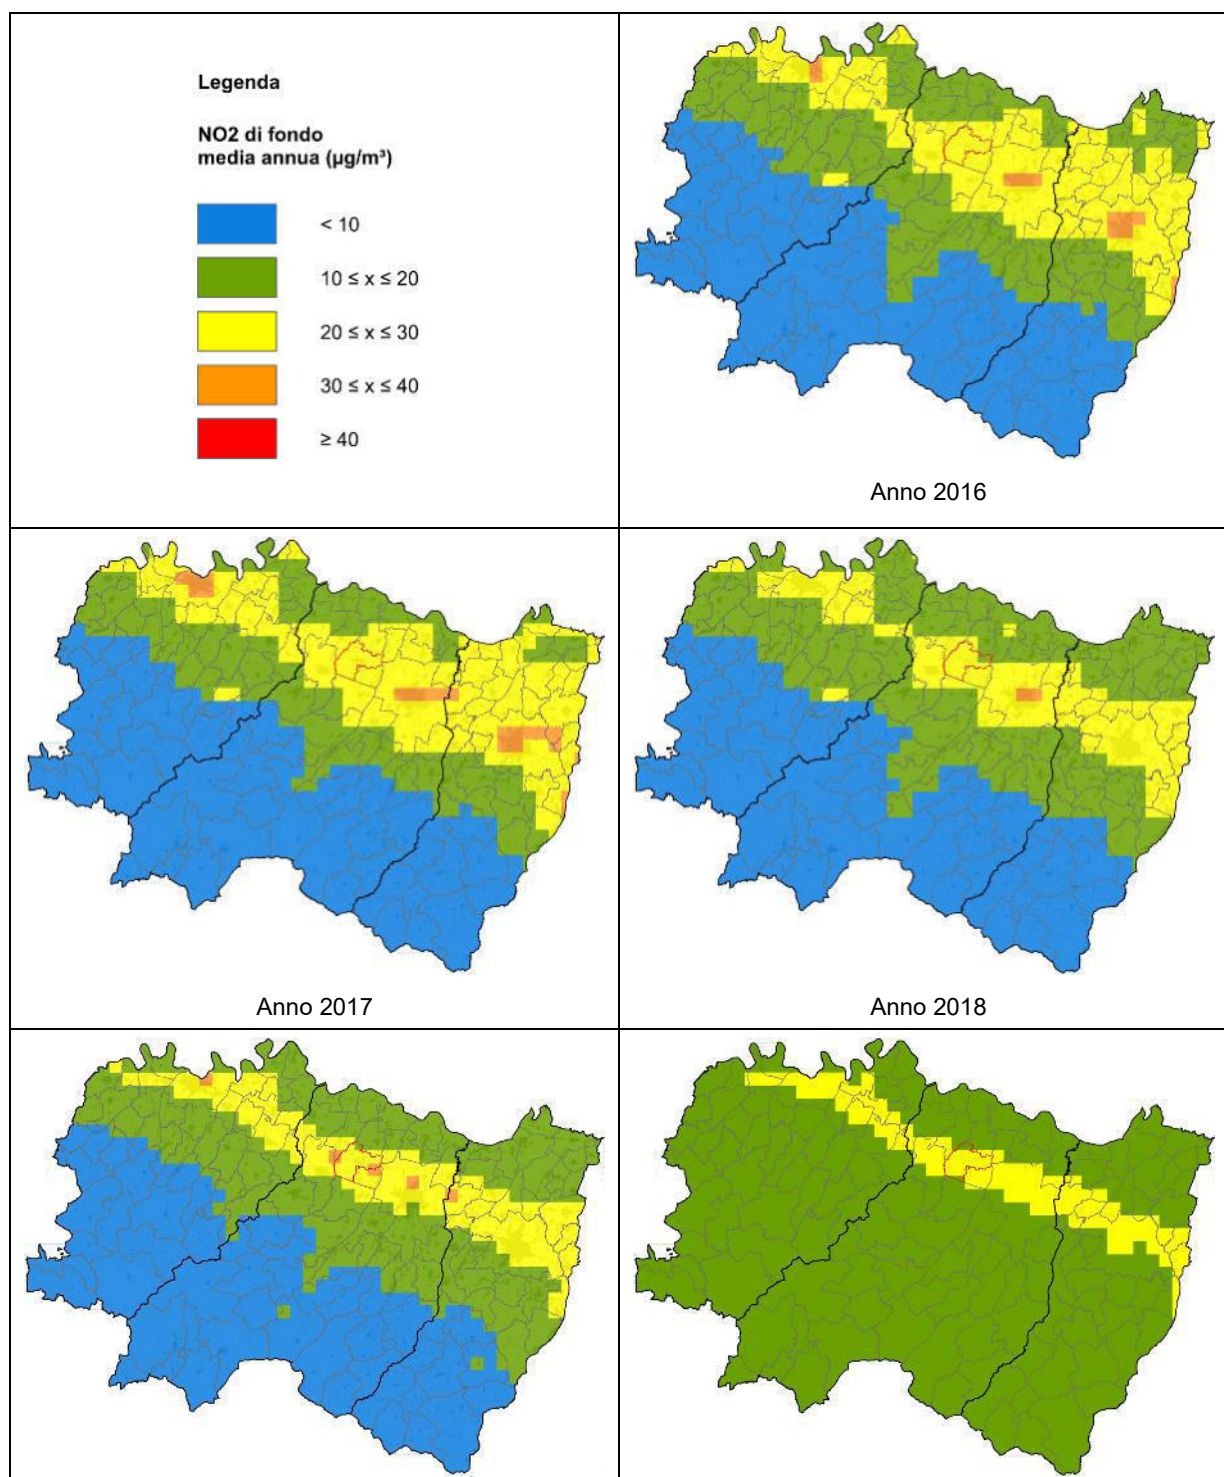 Legenda
NO2 di fondo
media annua (µg/m³)
< 10
10 ≤ x ≤ 20
20 ≤ x ≤ 30
30 ≤ x ≤ 40
≥ 40
Anno 2016
Anno 2017
Anno 2018